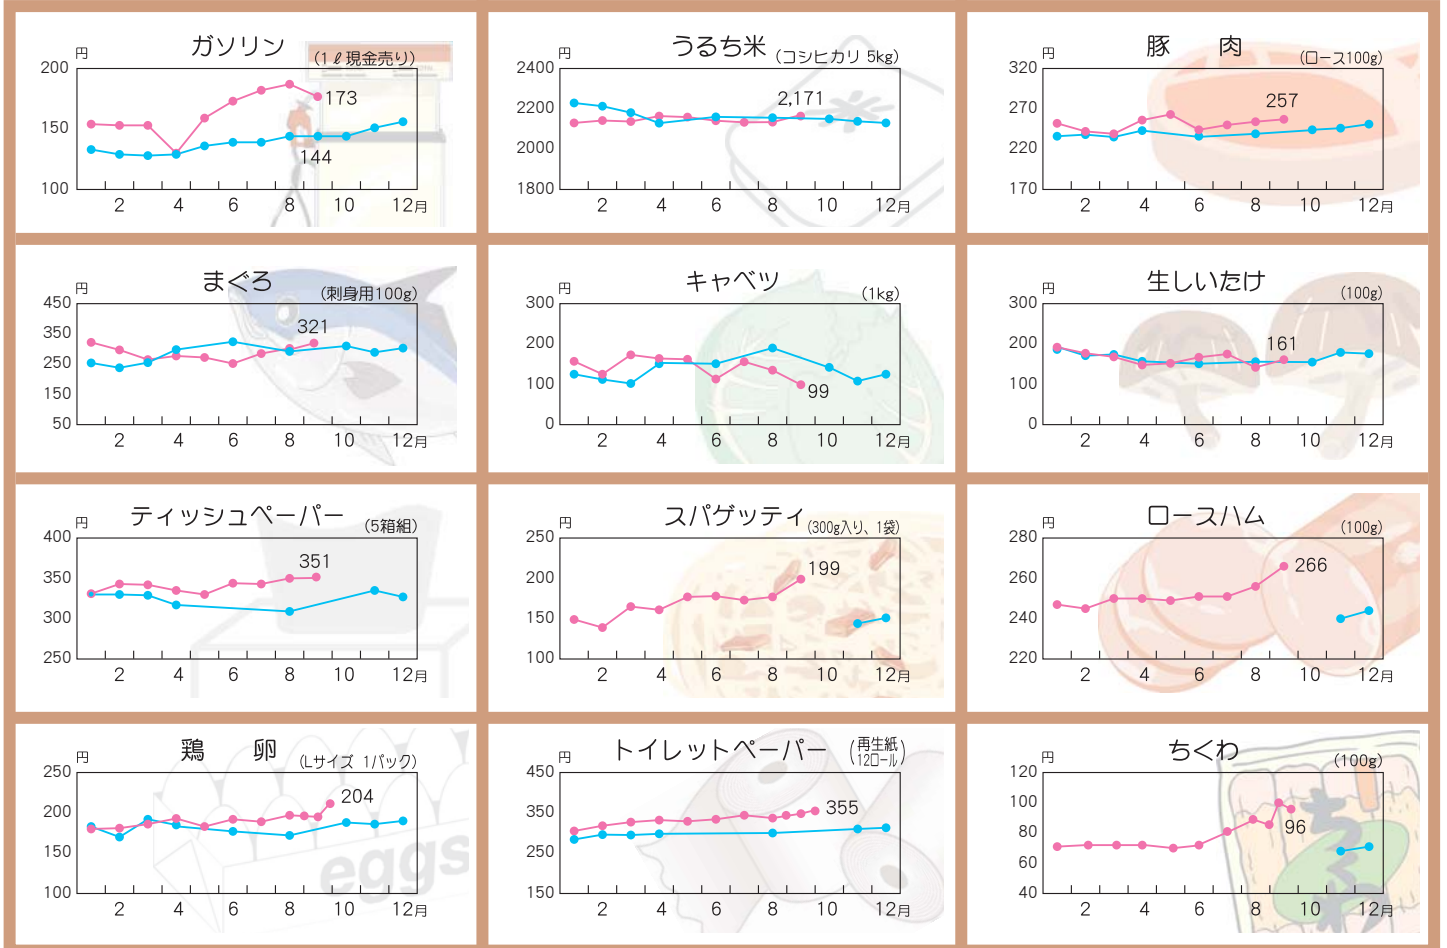 円 ガソリン (1ℓ現金売り)
200
150
100
173
144
2 4 6 8 10 12月
円 うるち米 (コシヒカリ 5kg)
2400
2200
2000
1800
2,171
2 4 6 8 10 12月
円 豚 肉 (ロース100g)
320
270
220
170
257
2 4 6 8 10 12月
円 まぐろ (刺身用100g)
450
350
250
150
50
321
2 4 6 8 10 12月
円 キャベツ (1kg)
300
200
100
0
99
2 4 6 8 10 12月
円 生しいたけ (100g)
300
200
100
0
161
2 4 6 8 10 12月
円 ティッシュペーパー (5箱組)
400
350
300
250
351
2 4 6 8 10 12月
円 スパゲッティ (300g入り、1袋)
250
200
150
100
199
2 4 6 8 10 12月
円 ロースハム (100g)
280
260
240
220
266
2 4 6 8 10 12月
円 鶏 卵 (Lサイズ 1パック)
250
200
150
100
204
eggs
2 4 6 8 10 12月
円 トイレットペーパー (再生紙
12ロール)
450
350
250
150
355
2 4 6 8 10 12月
円 ちくわ (100g)
120
100
80
60
40
96
ちくわ
2 4 6 8 10 12月